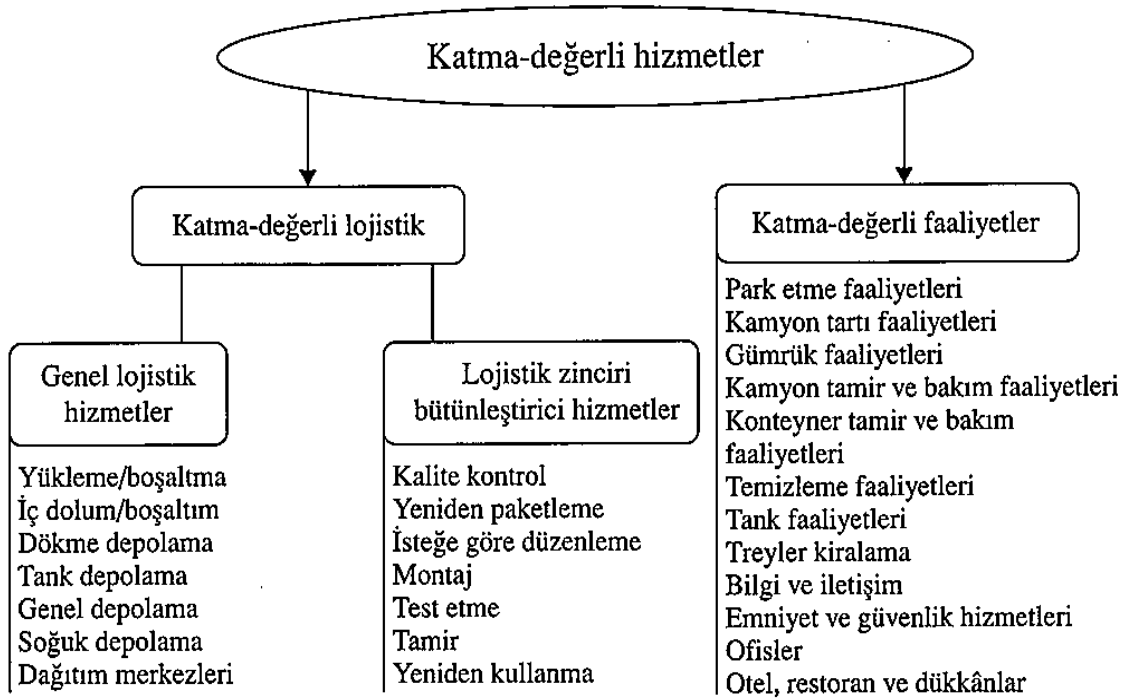 Katma-değerli hizmetler
Katma-değerli lojistik
Katma-değerli faaliyetler
Genel lojistik
hizmetler
Yükleme/boşaltma
İç dolum/boşaltım
Dökme depolama
Tank depolama
Genel depolama
Soğuk depolama
Dağıtım merkezleri
Lojistik zinciri
bütünleştirici hizmetler
Kalite kontrol
Yeniden paketleme
İsteğe göre düzenleme
Montaj
Test etme
Tamir
Yeniden kullanma
Park etme faaliyetleri
Kamyon tartı faaliyetleri
Gümrük faaliyetleri
Kamyon tamir ve bakım faaliyetleri
Konteyner tamir ve bakım
faaliyetleri
Temizleme faaliyetleri
Tank faaliyetleri
Treyler kiralama
Bilgi ve iletişim
Emniyet ve güvenlik hizmetleri
Ofisler
Otel, restoran ve dükkânlar